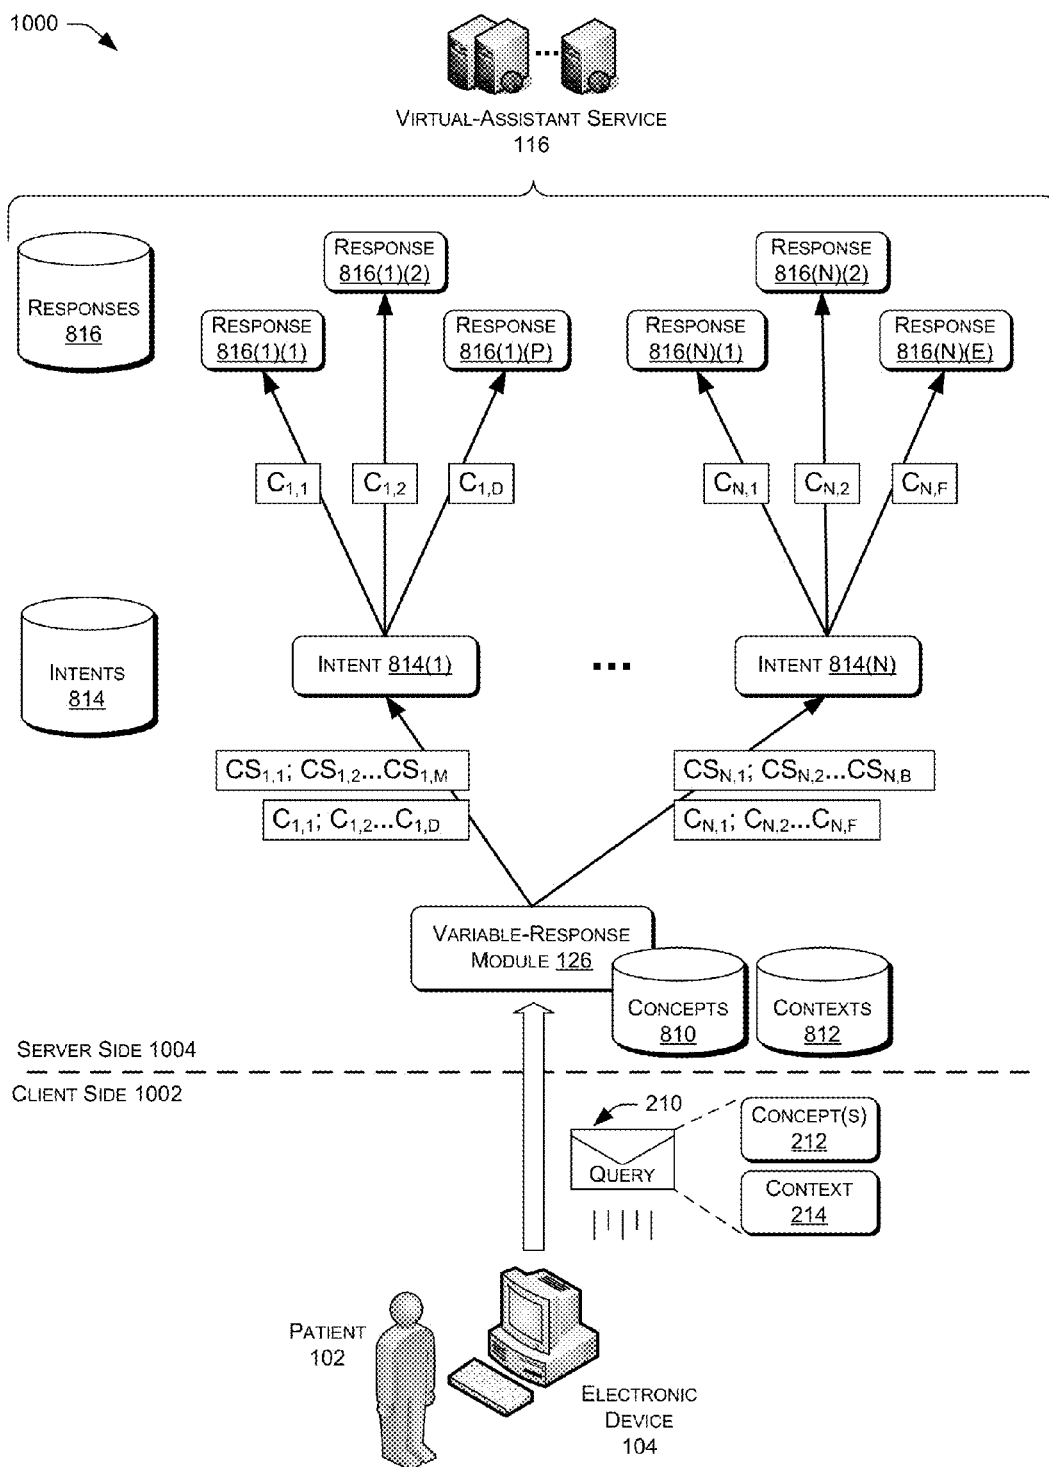 1000
VIRTUAL-ASSISTANT SERVICE
116
RESPONSES
816
RESPONSE
816(1)(1)
RESPONSE
816(1)(2)
RESPONSE
816(1)(P)
RESPONSE
816(N)(1)
RESPONSE
816(N)(2)
RESPONSE
816(N)(E)
C1,1
C1,2
C1,D
CN,1
CN,2
CN,F
INTENTS
814
INTENT 814(1)
...
INTENT 814(N)
CS1,1; CS1,2...CS1,M
C1,1; C1,2...C1,D
CSN,1; CSN,2...CSN,B
CN,1; CN,2...CN,F
VARIABLE-RESPONSE
MODULE 126
CONCEPTS
810
CONTEXTS
812
SERVER SIDE 1004
CLIENT SIDE 1002
210
QUERY
CONCEPT(S)
212
CONTEXT
214
PATIENT
102
ELECTRONIC
DEVICE
104